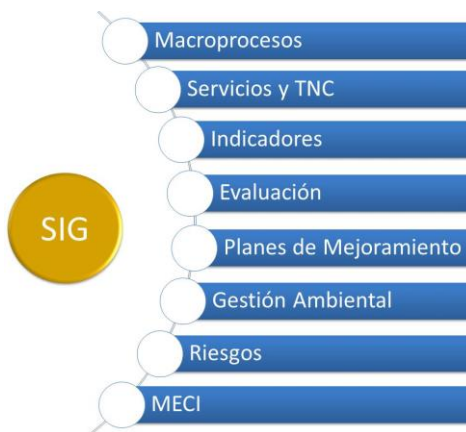 Macroprocesos
Servicios y TNC
Indicadores
Evaluación
SIG
Planes de Mejoramiento
Gestión Ambiental
Riesgos
MECI